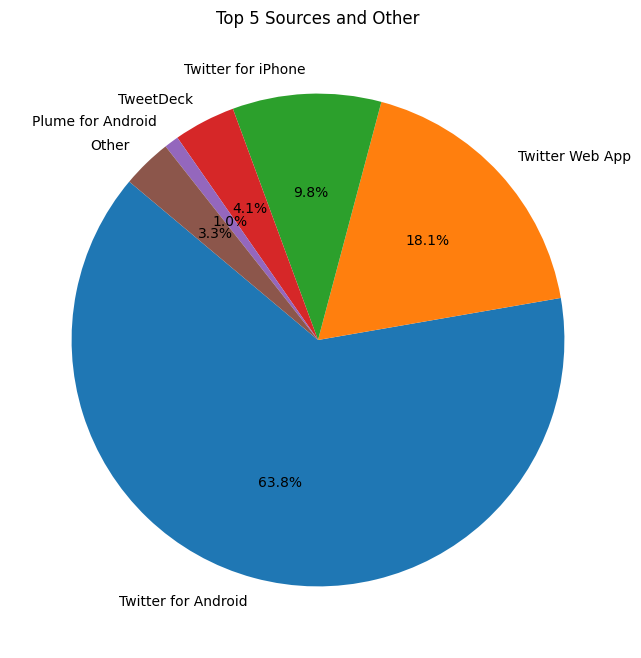 Top 5 Sources and Other
Twitter for iPhone
TweetDeck
Plume for Android
Other
Twitter Web App
9.8%
4.1%
1.0%
3.3%
18.1%
63.8%
Twitter for Android